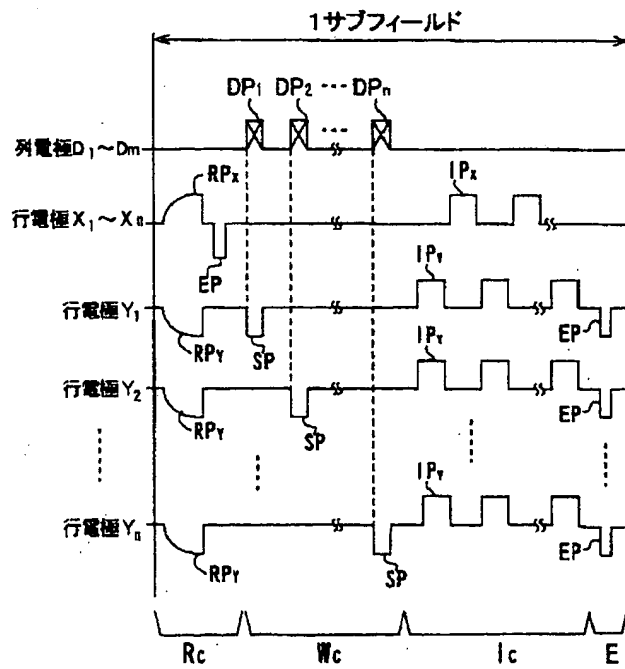 1サブフィールド
DP1 DP2 ---- DPn
列電極D1~Dm
RPX
IPX
行電極X1~Xn
EP
IPY
行電極Y1
RPY
SP
EP
IPY
行電極Y2
RPY
SP
EP
IPY
行電極Yn
RPY
SP
EP
Rc Wc Ic E